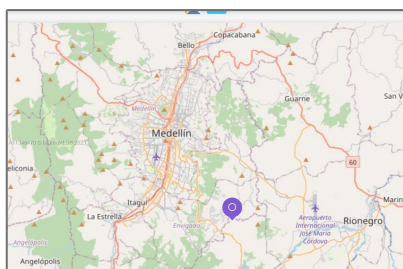 Copacabana
Bello
Guarne
San V
Medellín
Medellín
eliconia
60
Itagüí
La Estrella
Envigado
Aeropuerto
Internacional
José María
Córdova
Marin
Rionegro
Angelópolis
Angelópolis